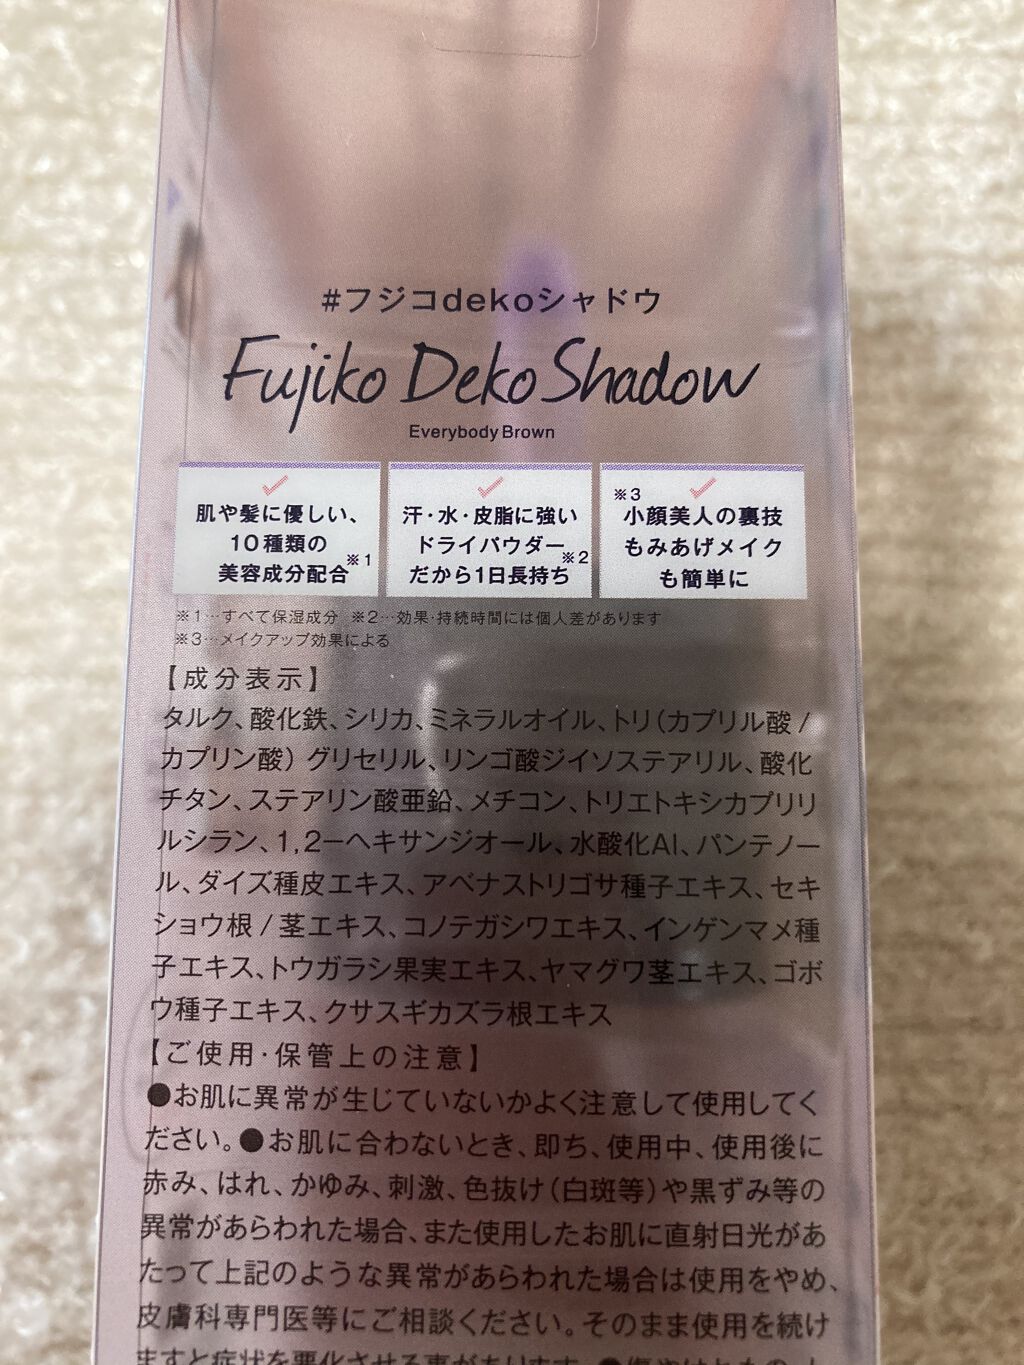 #フジコdekoシャドウ
Fujiko Deko Shadow
Everybody Brown
肌や髪に優しい、
10種類の
美容成分配合※1
汗・水・皮脂に強い
ドライパウダー
だから1日長持ち※2
※3
小顔美人の裏技
もみあげメイク
も簡単に
※1…すべて保湿成分 ※2…効果・持続時間には個人差があります
※3…メイクアップ効果による
【成分表示】
タルク、酸化鉄、シリカ、ミネラルオイル、トリ(カプリル酸/
カプリン酸)グリセリル、リンゴ酸ジイソステアリル、酸化
チタン、ステアリン酸亜鉛、メチコン、トリエトキシカプリリ
ルシラン、1,2-ヘキサンジオール、水酸化Al、パンテノー
ル、ダイズ種皮エキス、アベナストリゴサ種子エキス、セキ
ショウ根/茎エキス、コノテガシワエキス、インゲンマメ種
子エキス、トウガラシ果実エキス、ヤマグワ茎エキス、ゴボ
ウ種子エキス、クサスギカズラ根エキス
【ご使用・保管上の注意】
●お肌に異常が生じていないかよく注意して使用してく
ださい。●お肌に合わないとき、即ち、使用中、使用後に
赤み、はれ、かゆみ、刺激、色抜け(白斑等)や黒ずみ等の
異常があらわれた場合、また使用したお肌に直射日光があ
たって上記のような異常があらわれた場合は使用をやめ、
皮膚科専門医等にご相談ください。そのまま使用を続け
ますと症状を悪化させる事があります。